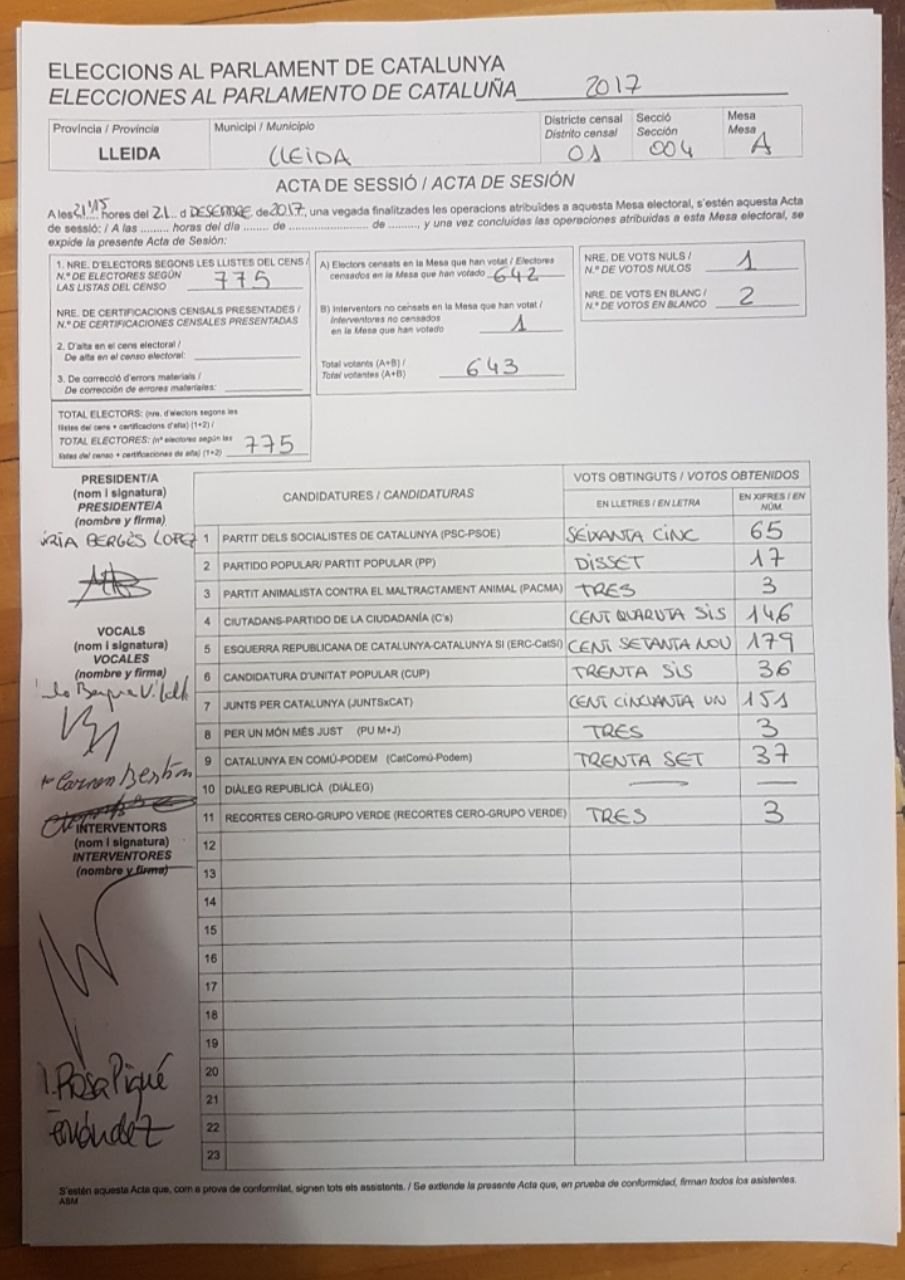 ELECCIONS AL PARLAMENT DE CATALUNYA
ELECCIONES AL PARLAMENTO DE CATALUÑA 2017
Província / Provincia
LLEIDA
Municipi / Municipio
LLEIDA
Districte censal
Distrito censal
01
Secció
Sección
004
Mesa
Mesa
A
ACTA DE SESSIÓ / ACTA DE SESIÓN
A les 21'15 hores del 21 d DESEMBRE de 2017, una vegada finalitzades les operacions atribuïdes a aquesta Mesa electoral, s'estén aquesta Acta
de sessió: / A las ......... horas del día ........ de ........................ de ........., y una vez concluidas las operaciones atribuidas a esta Mesa electoral, se
expide la presente Acta de Sesión:
1. NRE. D'ELECTORS SEGONS LES LLISTES DEL CENS /
N.º DE ELECTORES SEGÚN
LAS LISTAS DEL CENSO 775
NRE. DE CERTIFICACIONS CENSALS PRESENTADES /
N.º DE CERTIFICACIONES CENSALES PRESENTADAS
2. D'alta en el cens electoral /
De alta en el censo electoral:
3. De correcció d'errors materials /
De corrección de errores materiales:
TOTAL ELECTORS: (nre. d'electors segons les
llistes del cens + certificacions d'alta) (1+2) /
TOTAL ELECTORES: (nº electores según las
listas del censo + certificaciones de alta) (1+2) 775
A) Electors censats en la Mesa que han votat / Electores
censados en la Mesa que han votado 642
B) Interventors no censats en la Mesa que han votat /
Interventores no censados
en la Mesa que han votado 1
Total votants (A+B) /
Total votantes (A+B) 643
NRE. DE VOTS NULS /
N.º DE VOTOS NULOS 1
NRE. DE VOTS EN BLANC /
N.º DE VOTOS EN BLANCO 2
PRESIDENT/A
(nom i signatura)
PRESIDENTE/A
(nombre y firma)
BERGÈS LOPEZ
VOCALS
(nom i signatura)
VOCALES
(nombre y firma)
Carmen
INTERVENTORS
(nom i signatura)
INTERVENTORES
(nombre y firma)
Rosa Piqué
CANDIDATURES / CANDIDATURAS
VOTS OBTINGUTS / VOTOS OBTENIDOS
EN LLETRES / EN LETRA
EN XIFRES / EN NÚM.
1 PARTIT DELS SOCIALISTES DE CATALUNYA (PSC-PSOE) SEIXANTA CINC 65
2 PARTIDO POPULAR/ PARTIT POPULAR (PP) DISSET 17
3 PARTIT ANIMALISTA CONTRA EL MALTRACTAMENT ANIMAL (PACMA) TRES 3
4 CIUTADANS-PARTIDO DE LA CIUDADANÍA (C's) CENT QUARUTA SIS 146
5 ESQUERRA REPUBLICANA DE CATALUNYA-CATALUNYA SI (ERC-CatSí) CENT SETANTA NOU 179
6 CANDIDATURA D'UNITAT POPULAR (CUP) TRENTA SIS 36
7 JUNTS PER CATALUNYA (JUNTSxCAT) CENT CINCUANTA UN 151
8 PER UN MÓN MÉS JUST (PU M+J) TRES 3
9 CATALUNYA EN COMÚ-PODEM (CatComú-Podem) TRENTA SET 37
10 DIÀLEG REPUBLICÀ (DIÀLEG) — —
11 RECORTES CERO-GRUPO VERDE (RECORTES CERO-GRUPO VERDE) TRES 3
12
13
14
15
16
17
18
19
20
21
22
23
S'estén aquesta Acta que, com a prova de conformitat, signen tots els assistents. / Se extiende la presente Acta que, en prueba de conformidad, firman todos los asistentes.
ASM